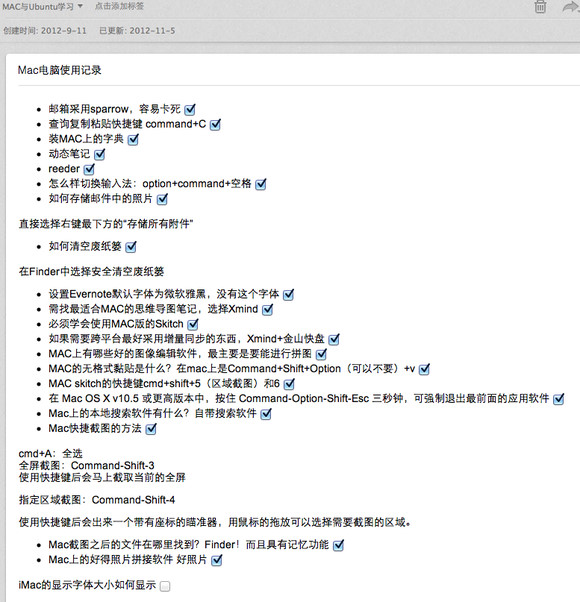 MAC与Ubuntu学习 点击添加标签
创建时间: 2012-9-11 已更新: 2012-11-5
Mac电脑使用记录
邮箱采用sparrow，容易卡死
查询复制粘贴快捷键 command+C
装MAC上的字典
动态笔记
reeder
怎么样切换输入法：option+command+空格
如何存储邮件中的照片
直接选择右键最下方的“存储所有附件”
如何清空废纸篓
在Finder中选择安全清空废纸篓
设置Evernote默认字体为微软雅黑，没有这个字体
需找最适合MAC的思维导图笔记，选择Xmind
必须学会使用MAC版的Skitch
如果需要跨平台最好采用增量同步的东西，Xmind+金山快盘
MAC上有哪些好的图像编辑软件，最主要是要能进行拼图
MAC的无格式黏贴是什么？在mac上是Command+Shift+Option（可以不要）+v
MAC skitch的快捷键cmd+shift+5（区域截图）和6
在 Mac OS X v10.5 或更高版本中，按住 Command-Option-Shift-Esc 三秒钟，可强制退出最前面的应用软件
Mac上的本地搜索软件有什么？自带搜索软件
Mac快捷截图的方法
cmd+A：全选
全屏截图：Command-Shift-3
使用快捷键后会马上截取当前的全屏
指定区域截图：Command-Shift-4
使用快捷键后会出来一个带有座标的瞄准器，用鼠标的拖放可以选择需要截图的区域。
Mac截图之后的文件在哪里找到？Finder！而且具有记忆功能
Mac上的好得照片拼接软件 好照片
iMac的显示字体大小如何显示